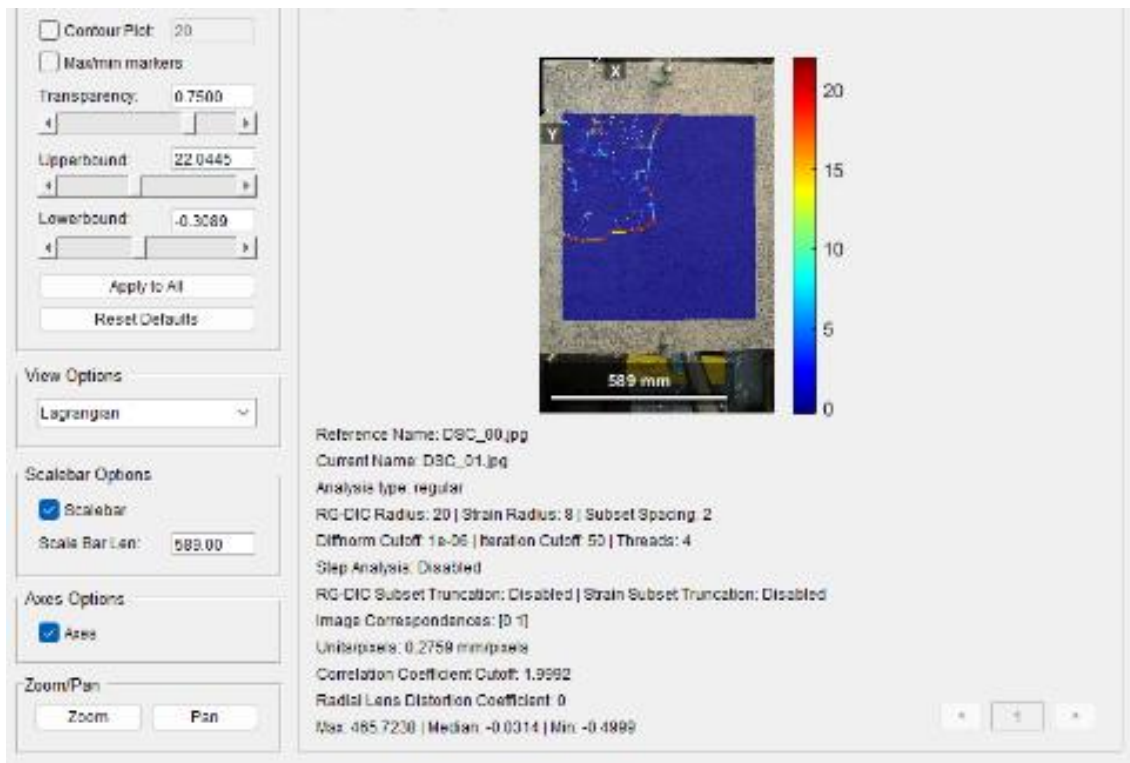 Contour Plot: 20
Max/min markers
Transparency: 0.7500
Upperbound: 22.0445
Lowerbound: -0.3089
Apply to All
Reset Defaults
View Options
Lagrangian
Scalebar Options
Scalebar
Scale Bar Len: 589.00
Axes Options
Axes
Zoom/Pan
Zoom Pan
X
Y
589 mm
20
15
10
5
0
Reference Name: DSC_00.jpg
Current Name: DSC_01.jpg
Analysis type: regular
RG-DIC Radius: 20 | Strain Radius: 8 | Subset Spacing: 2
Diffnorm Cutoff: 1e-06 | Iteration Cutoff: 50 | Threads: 4
Step Analysis: Disabled
RG-DIC Subset Truncation: Disabled | Strain Subset Truncation: Disabled
Image Correspondences: [0 1]
Units/pixels: 0.2759 mm/pixels
Correlation Coefficient Cutoff: 1.9992
Radial Lens Distortion Coefficient: 0
Max: 465.7238 | Median: -0.0314 | Min: -0.4999
1